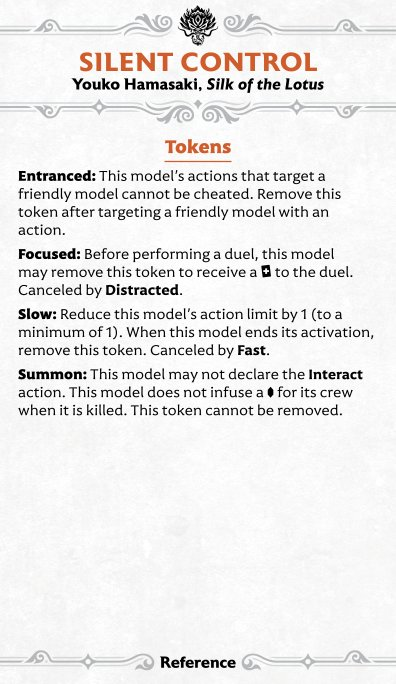 SILENT CONTROL
Youko Hamasaki, Silk of the Lotus
Tokens
Entranced: This model's actions that target a
friendly model cannot be cheated. Remove this
token after targeting a friendly model with an
action.
Focused: Before performing a duel, this model
may remove this token to receive a to the duel.
Canceled by Distracted.
Slow: Reduce this model's action limit by 1 (to a
minimum of 1). When this model ends its activation,
remove this token. Canceled by Fast.
Summon: This model may not declare the Interact
action. This model does not infuse a for its crew
when it is killed. This token cannot be removed.
Reference